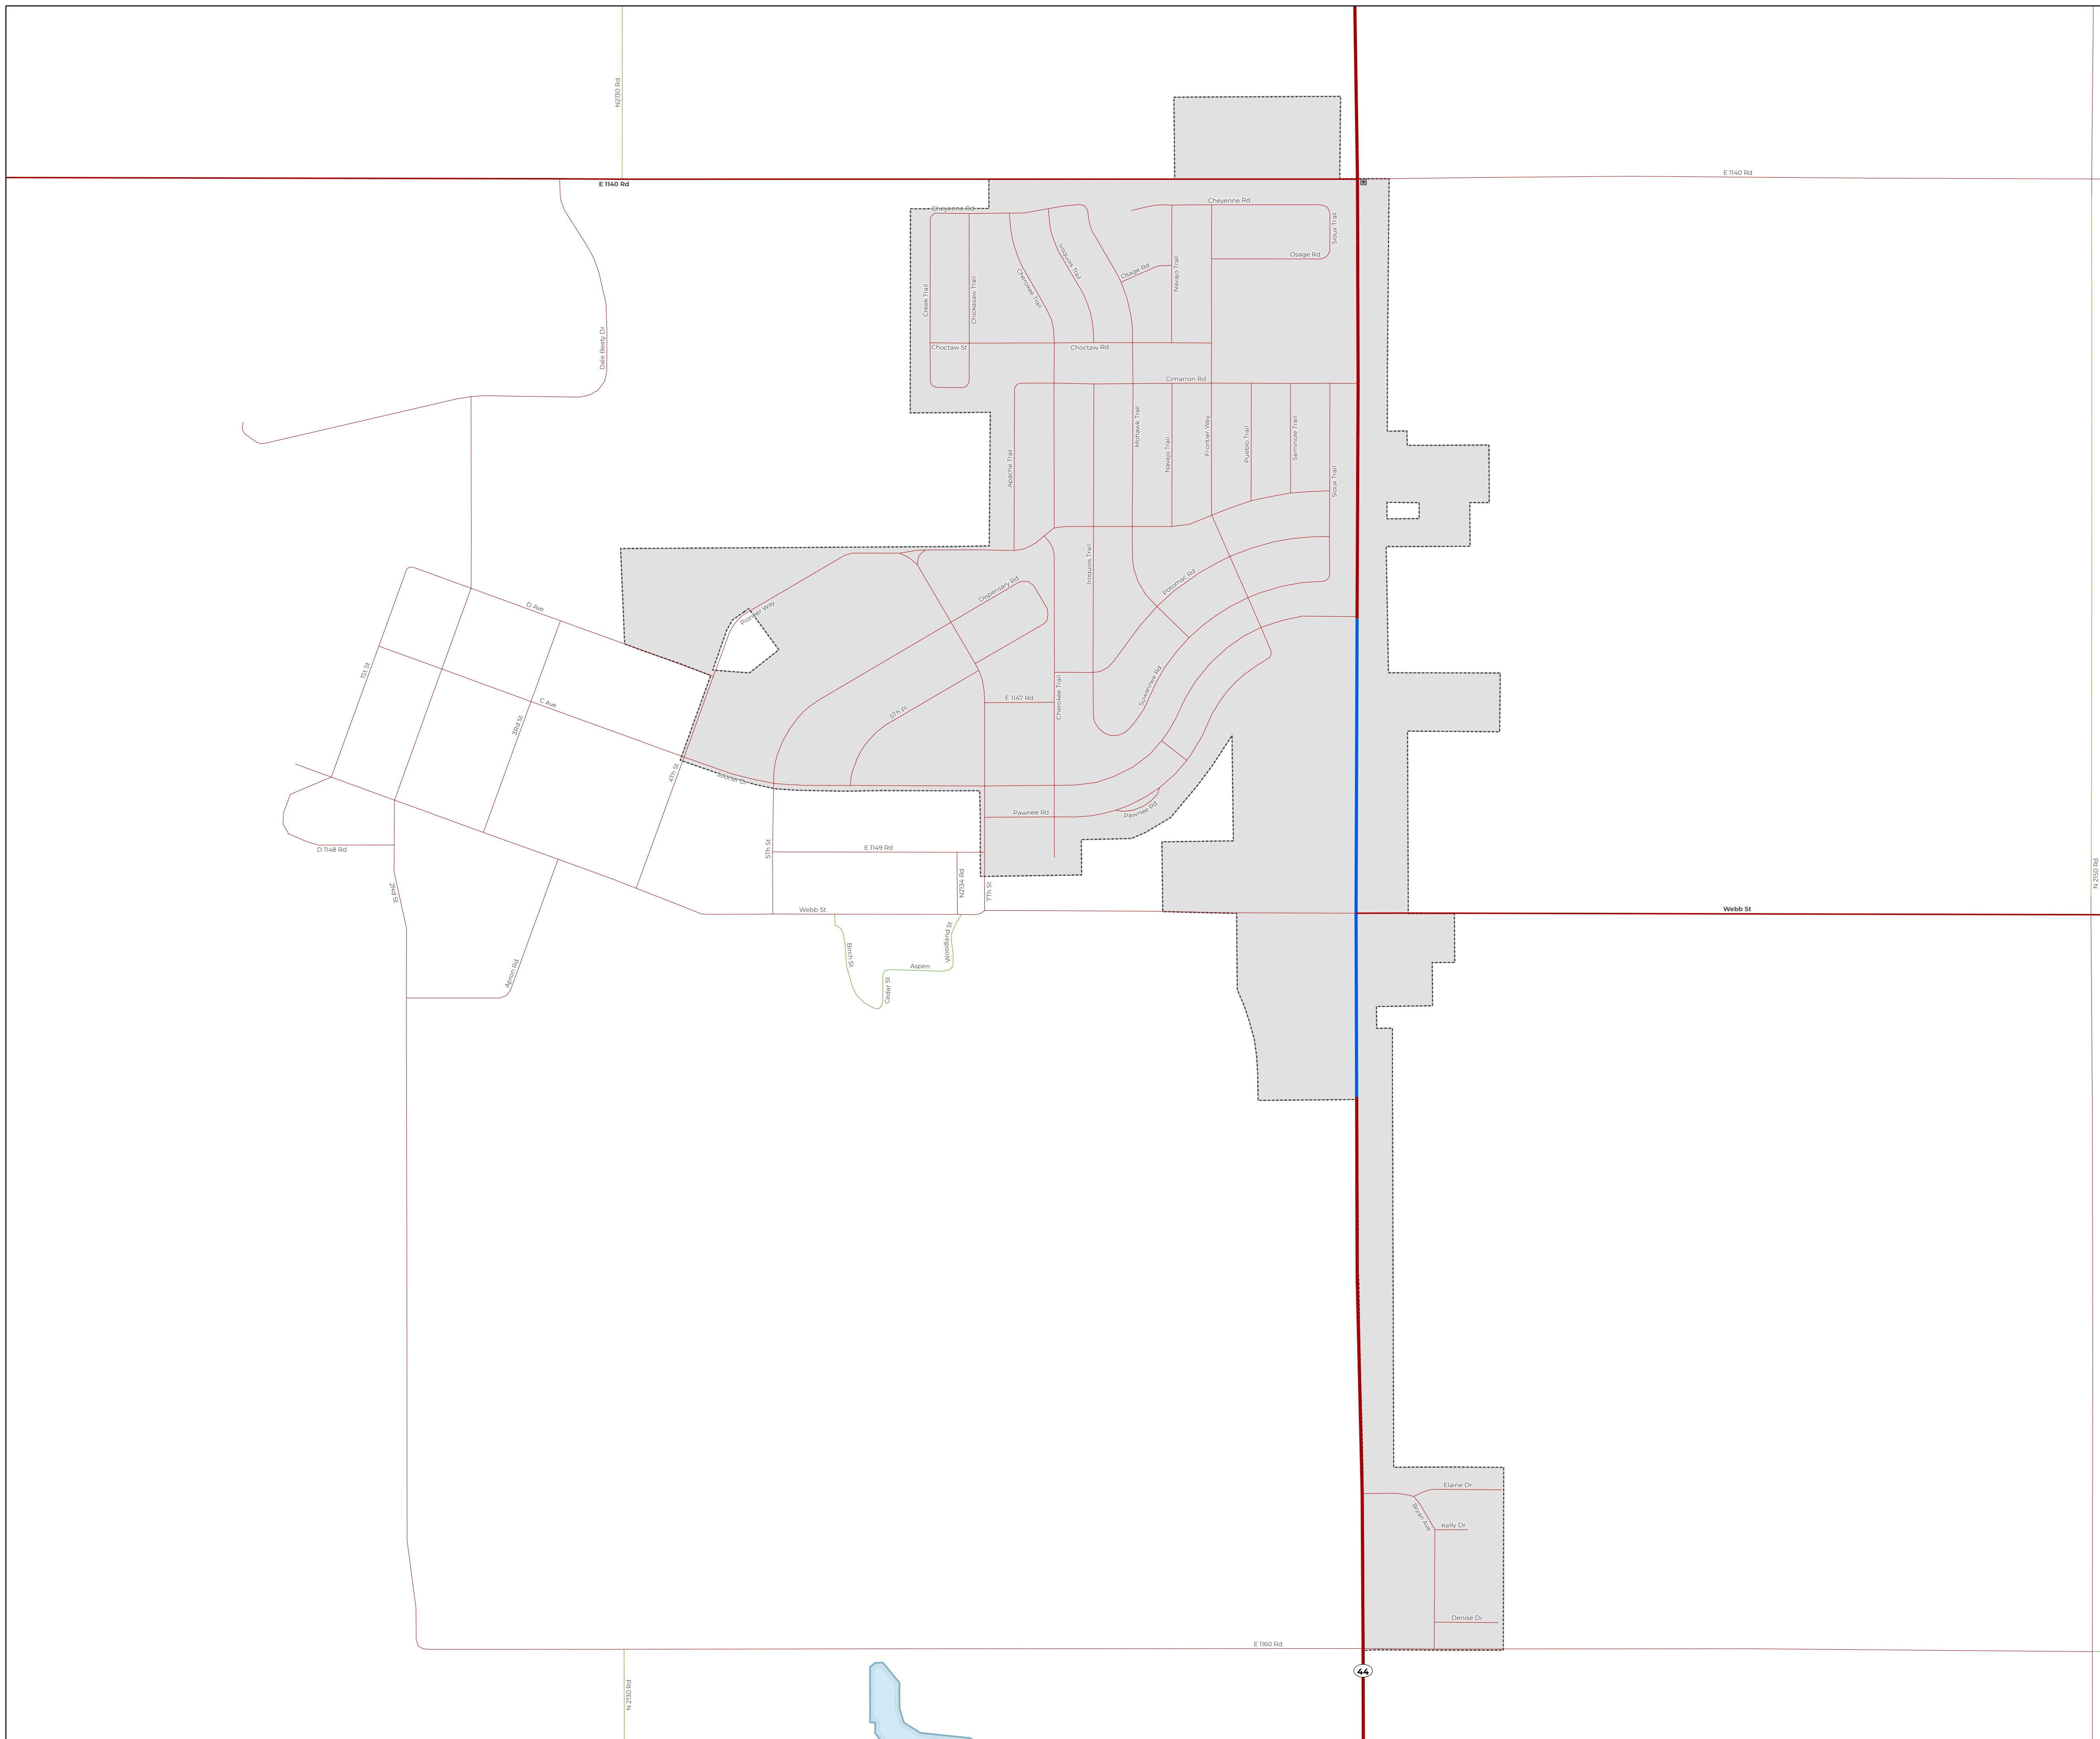 N2130 Rd
E 1140 Rd
E 1140 Rd
Cheyenne Rd
Cheyenne Rd
Sioux Trail
Iroquois Trail
Osage Rd
Osage Rd
Navajo Trail
Cherokee Trail
Creek Trail
Chickasaw Trail
Dale Beaty Dr
Choctaw St
Choctaw Rd
Cimarron Rd
Mohawk Trail
Navajo Trail
Frontier Way
Pueblo Trail
Seminole Trail
Sioux Trail
Apache Trail
Iroquois Trail
Potomac Rd
Dispensary Rd
Pioneer Way
D Ave
1St St
C Ave
3Rd St
5Th Pl
E 1147 Rd
Cherokee Trail
Suwannee Rd
4Th St
Sooner Dr
Pawnee Rd
Pawnee Rd
D 1148 Rd
5Th St
E 1149 Rd
N2134 Rd
7Th St
2Nd St
N 2150 Rd
Webb St
Webb St
Birch St
Woodland St
Aspen
Cedar St
Apron Rd
Elaine Dr
Bryan Ave
Kelly Dr
Denise Dr
E 1160 Rd
44
N 2130 Rd